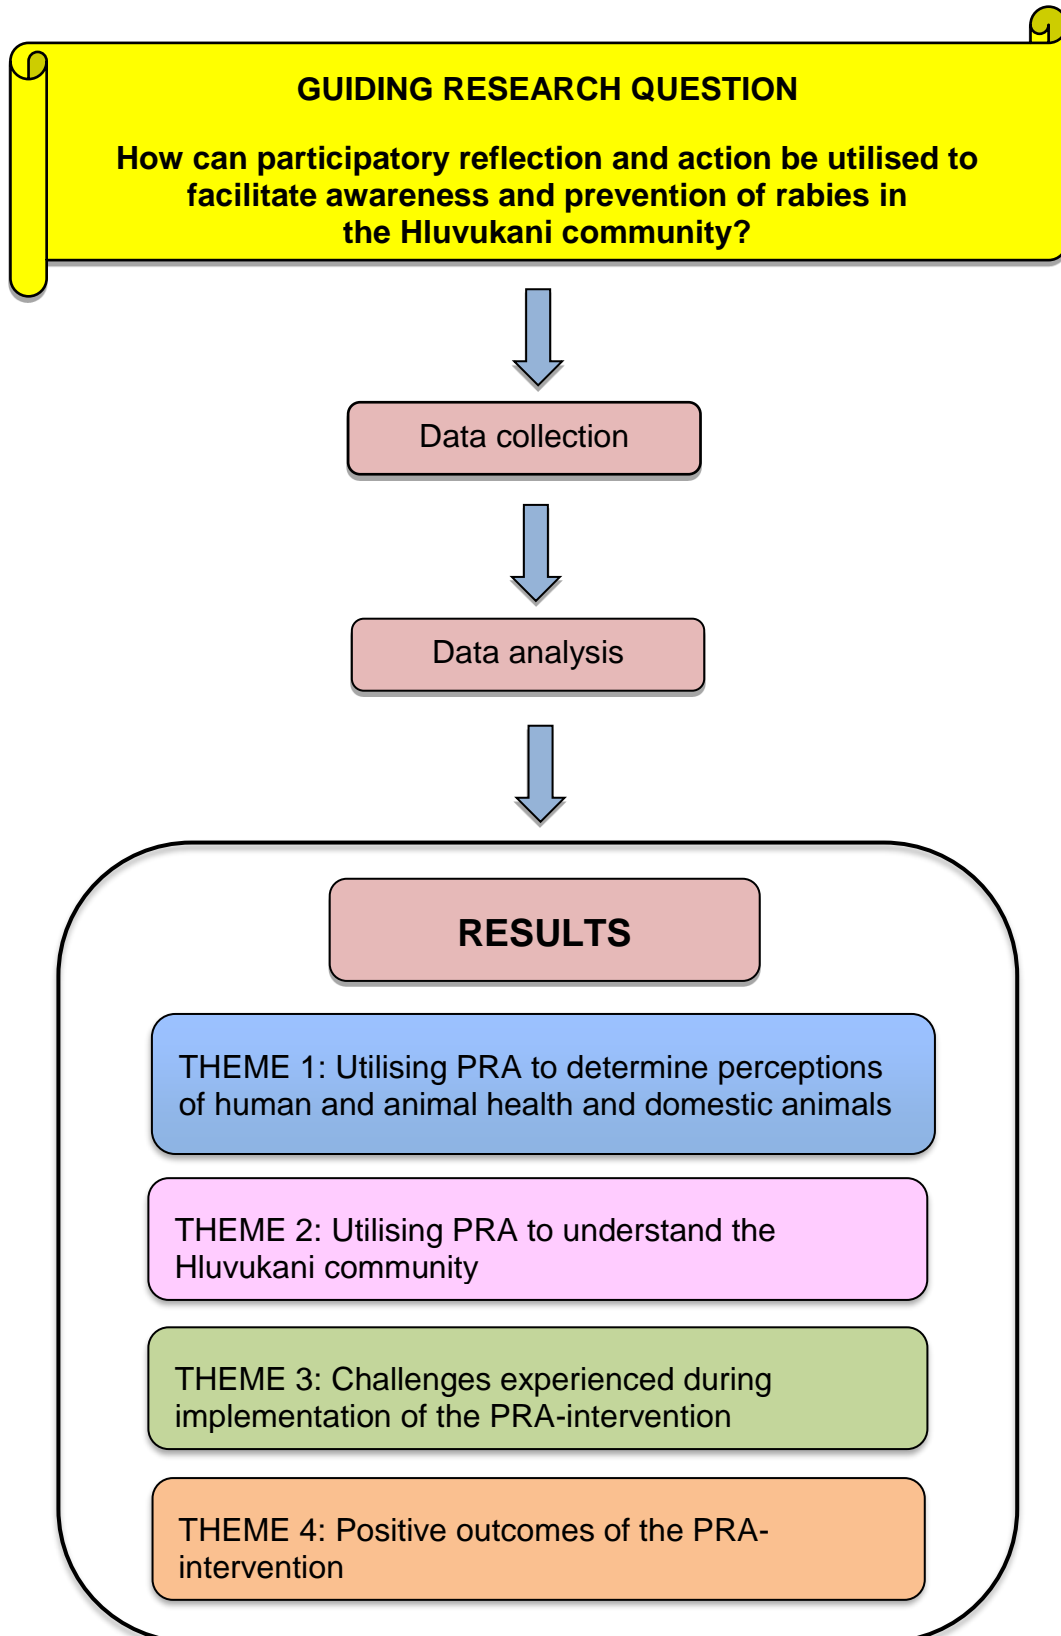 GUIDING RESEARCH QUESTION
How can participatory reflection and action be utilised to
facilitate awareness and prevention of rabies in
the Hluvukani community?
Data collection
Data analysis
RESULTS
THEME 1: Utilising PRA to determine perceptions
of human and animal health and domestic animals
THEME 2: Utilising PRA to understand the
Hluvukani community
THEME 3: Challenges experienced during
implementation of the PRA-intervention
THEME 4: Positive outcomes of the PRA-
intervention